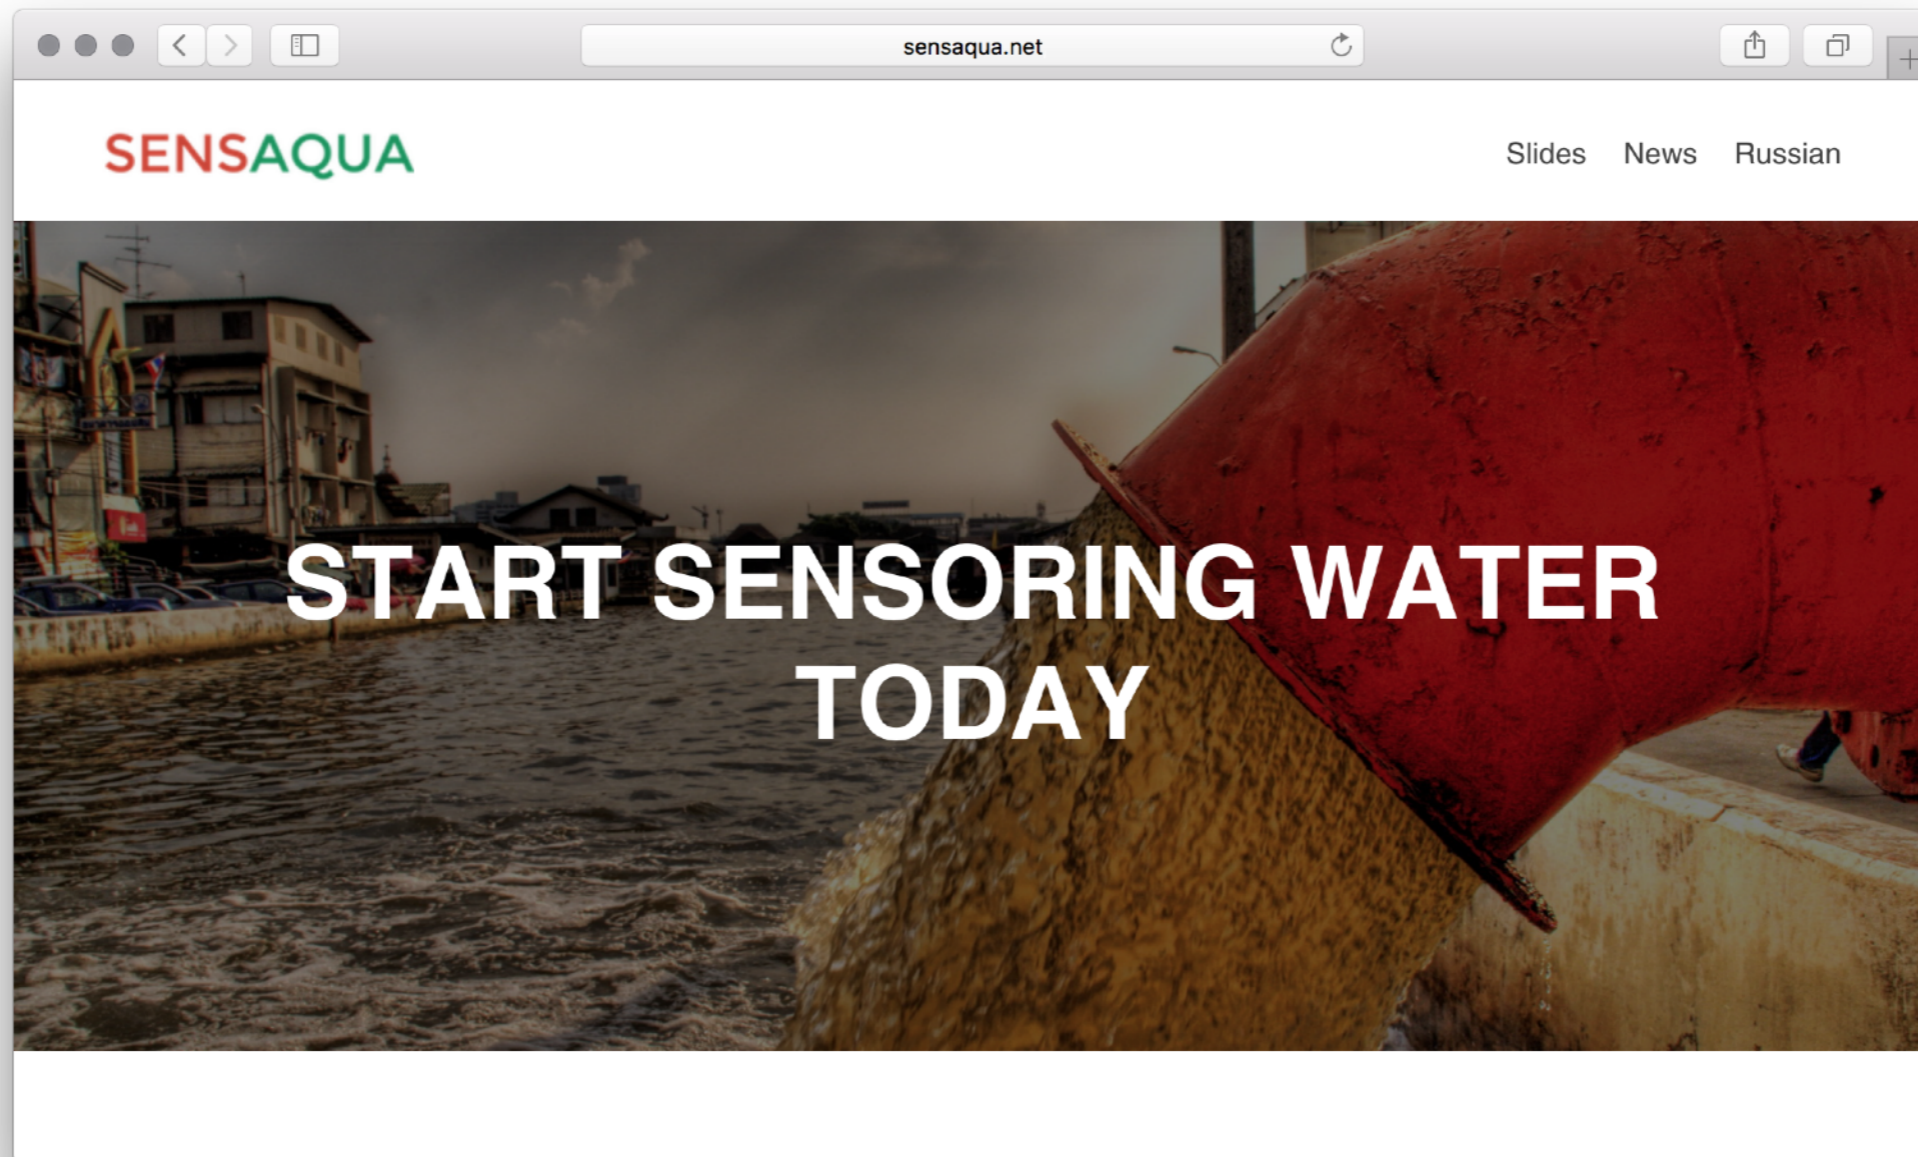 sensaqua.net
SENSAQUA
Slides News Russian
START SENSORING WATER
TODAY